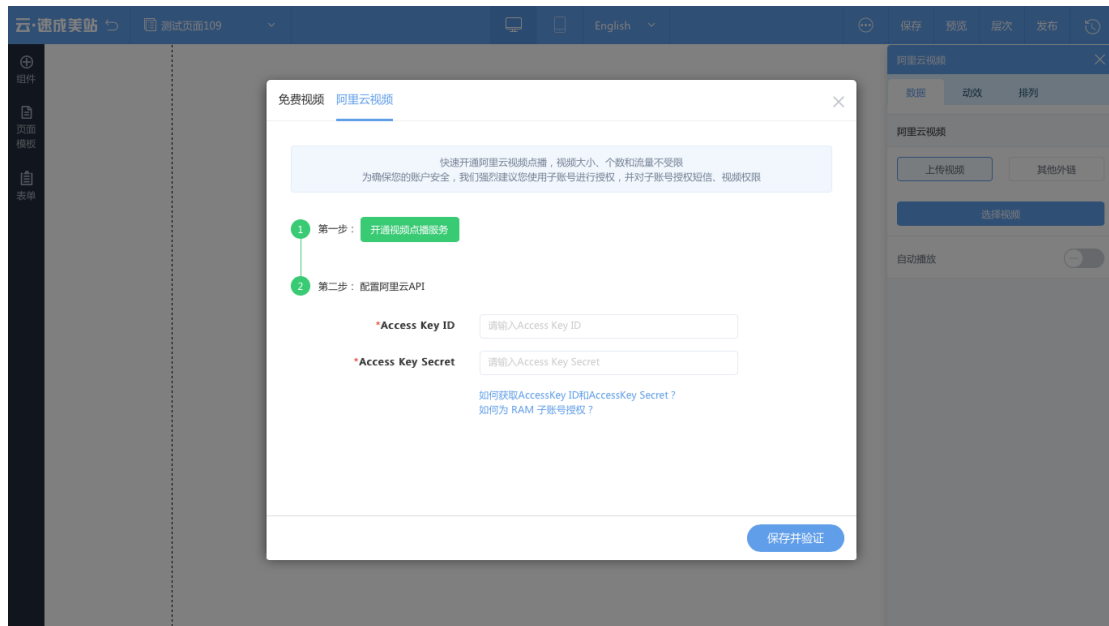 云·速成美站
测试页面109
English
保存
预览
层次
发布
组件
页面
模板
表单
免费视频
阿里云视频
快速开通阿里云视频点播，视频大小、个数和流量不受限
为确保您的账户安全，我们强烈建议您使用子账号进行授权，并对子账号授权短信、视频权限
1
第一步：
开通视频点播服务
2
第二步：配置阿里云API
*Access Key ID
请输入Access Key ID
*Access Key Secret
请输入Access Key Secret
如何获取AccessKey ID和AccessKey Secret？
如何为 RAM 子账号授权？
保存并验证
阿里云视频
数据
动效
排列
阿里云视频
上传视频
其他外链
选择视频
自动播放